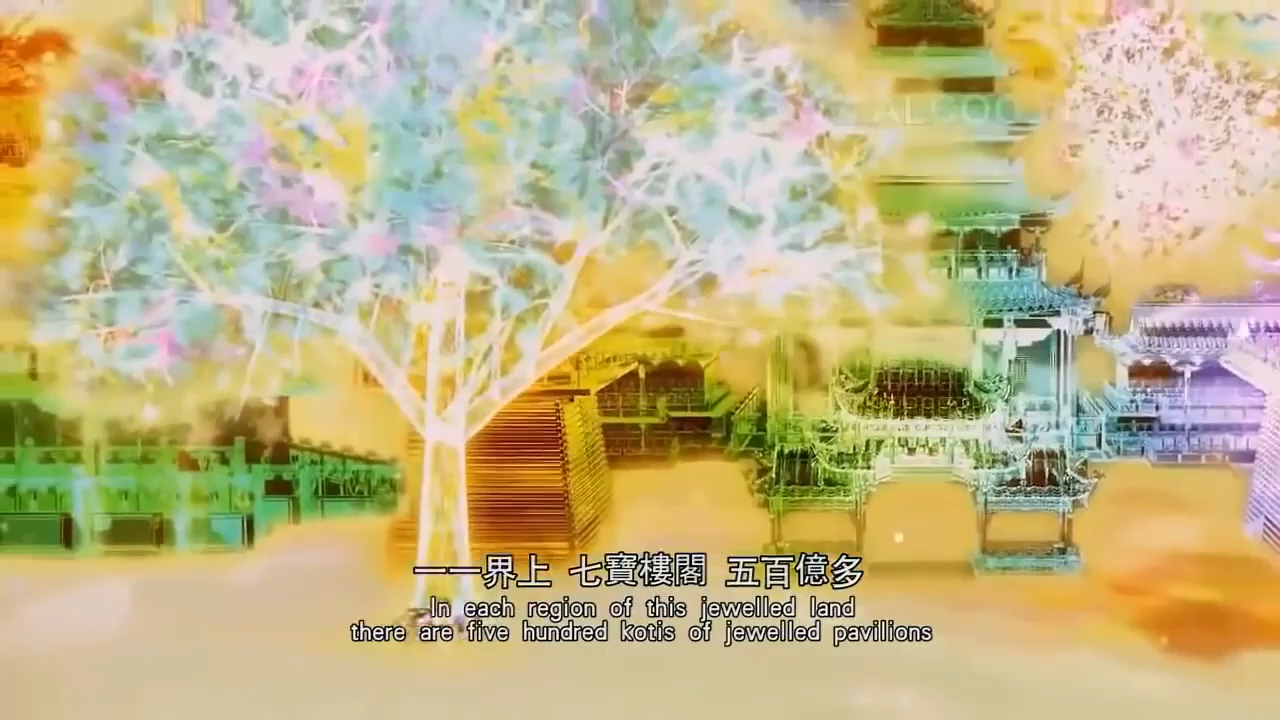 一一界上 七寶樓閣 五百億多
In each region of this jewelled land
there are five hundred kotis of jewelled pavilions